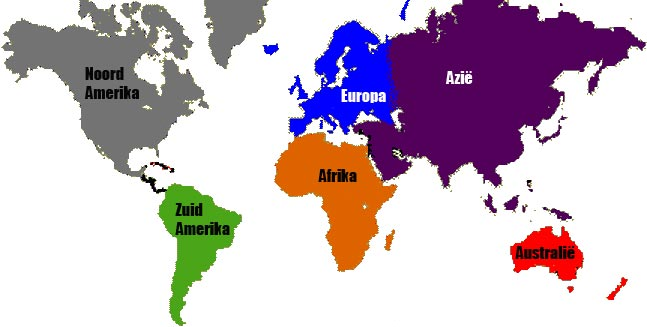 Noord
Amerika
Europa
Azië
Afrika
Zuid
Amerika
Australië